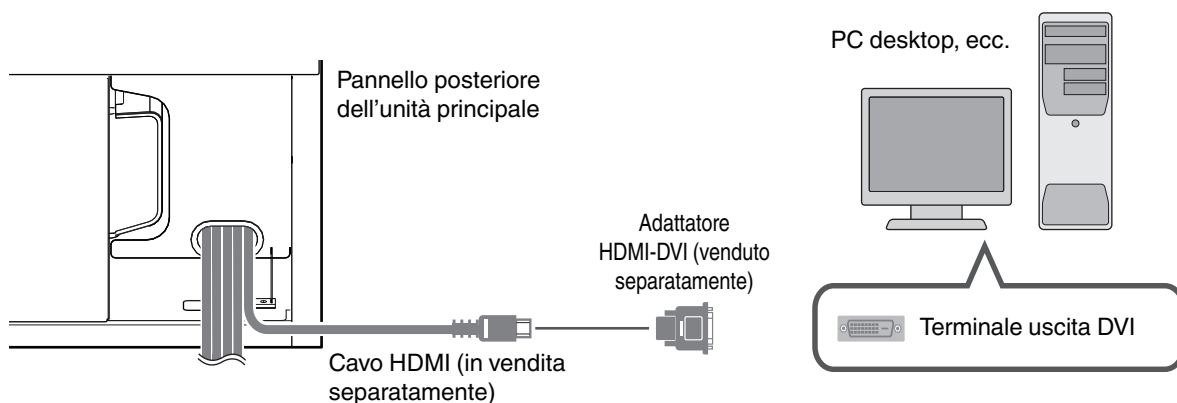 PC desktop, ecc.
Pannello posteriore
dell'unità principale
Adattatore
HDMI-DVI (venduto
separatamente)
Terminale uscita DVI
Cavo HDMI (in vendita
separatamente)